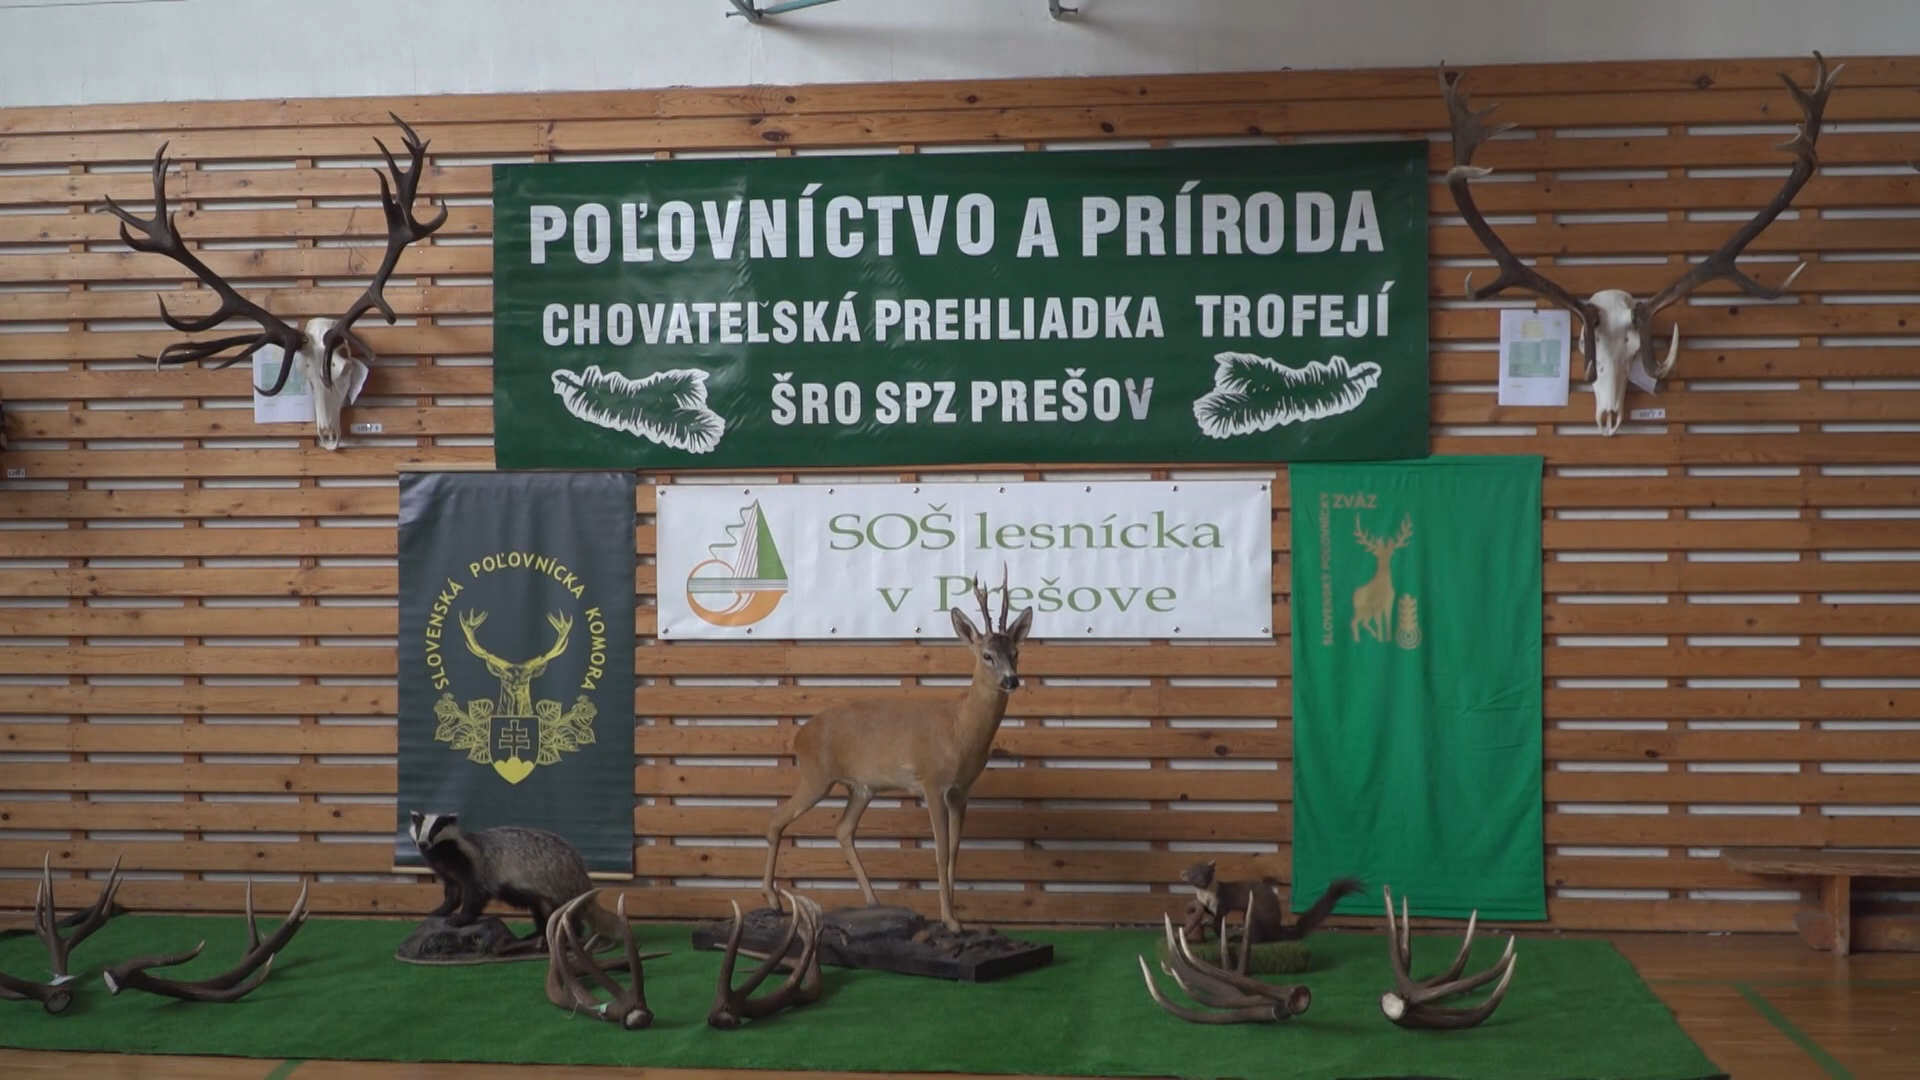 POĽOVNÍCTVO A PRÍRODA
CHOVATEĽSKÁ PREHLIADKA TROFEJÍ
ŠRO SPZ PREŠOV
SLOVENSKÁ POĽOVNÍCKA KOMORA
SOŠ lesnícka
v Prešove
SLOVENSKÝ POĽOVNÍCKY
ZVÄZ